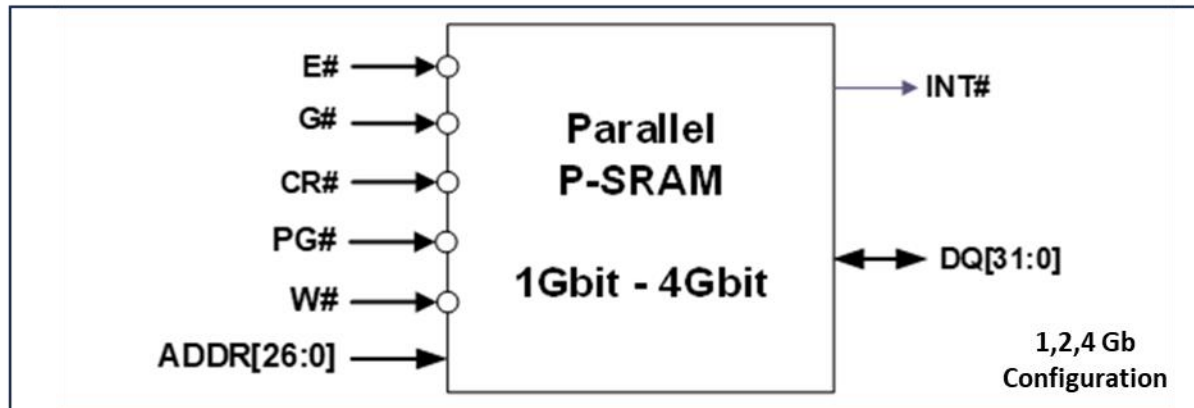 E#
G#
CR#
PG#
W#
ADDR[26:0]
Parallel
P-SRAM
1Gbit - 4Gbit
INT#
DQ[31:0]
1,2,4 Gb
Configuration